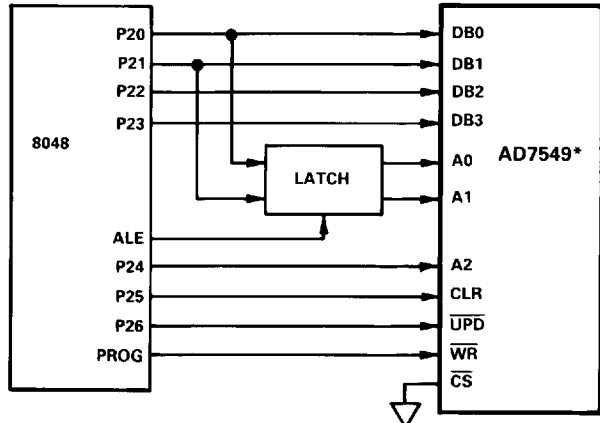 8048
P20
P21
P22
P23
ALE
P24
P25
P26
PROG
LATCH
AD7549*
DB0
DB1
DB2
DB3
A0
A1
A2
CLR
UPD
WR
CS